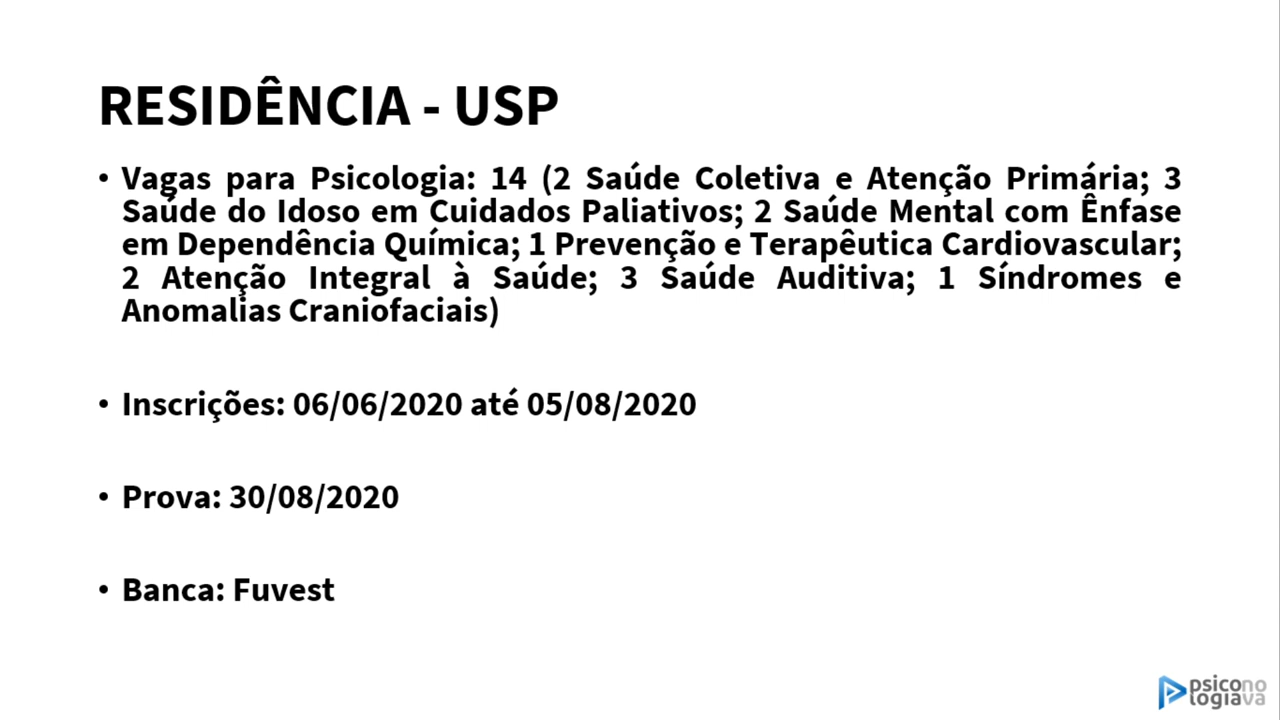 RESIDÊNCIA - USP
• Vagas para Psicologia: 14 (2 Saúde Coletiva e Atenção Primária; 3
Saúde do Idoso em Cuidados Paliativos; 2 Saúde Mental com Ênfase
em Dependência Química; 1 Prevenção e Terapêutica Cardiovascular;
2 Atenção Integral à Saúde; 3 Saúde Auditiva; 1 Síndromes e
Anomalias Craniofaciais)
• Inscrições: 06/06/2020 até 05/08/2020
• Prova: 30/08/2020
• Banca: Fuvest
psicono
logiava